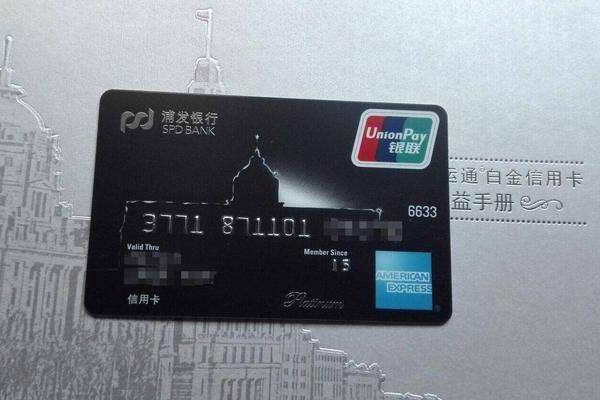 浦发银行
SPD BANK
UnionPay
银联
运通®白金信用卡
益手册
6633
3771 871101
Valid Thru
Member Since
15
信用卡
Platinum
AMERICAN
EXPRESS